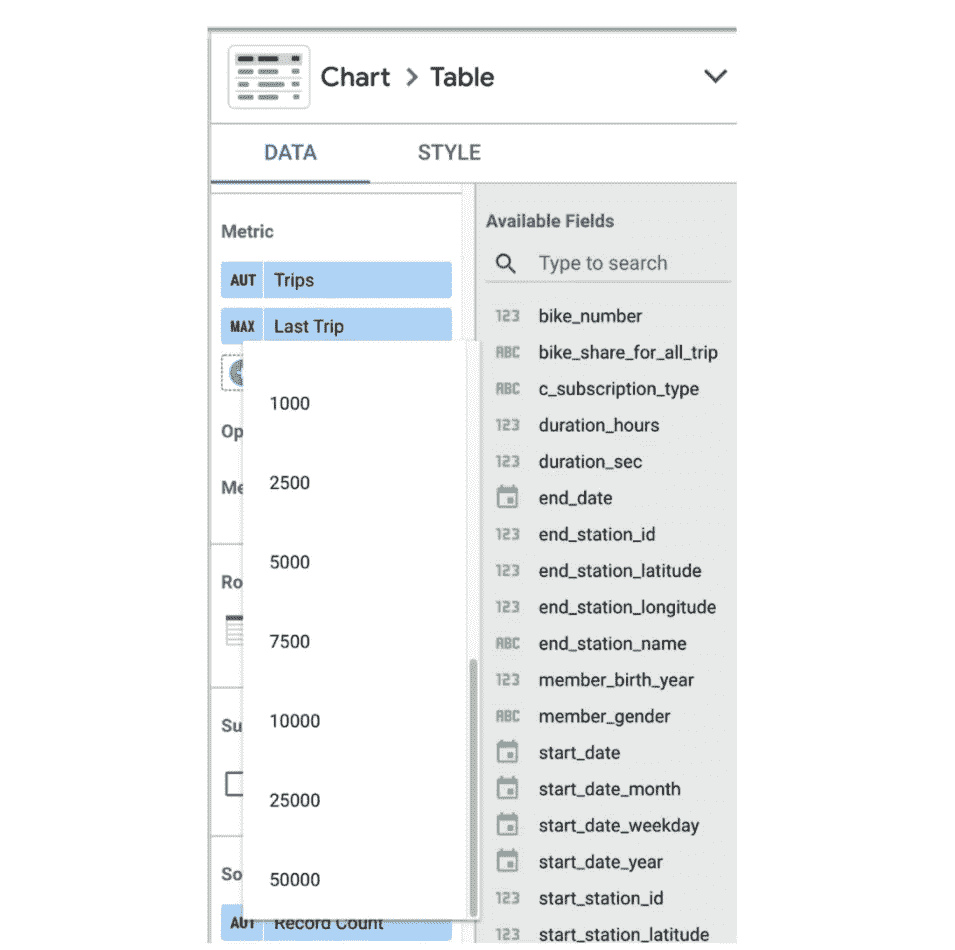 Chart > Table
DATA STYLE
Metric
AUT Trips
MAX Last Trip
Op
Me
Ro
Su
So
1000
2500
5000
7500
10000
25000
50000
AUT Record Count
Available Fields
Type to search
123 bike_number
ABC bike_share_for_all_trip
ABC c_subscription_type
123 duration_hours
123 duration_sec
end_date
123 end_station_id
123 end_station_latitude
123 end_station_longitude
ABC end_station_name
123 member_birth_year
ABC member_gender
start_date
start_date_month
start_date_weekday
start_date_year
123 start_station_id
123 start_station_latitude